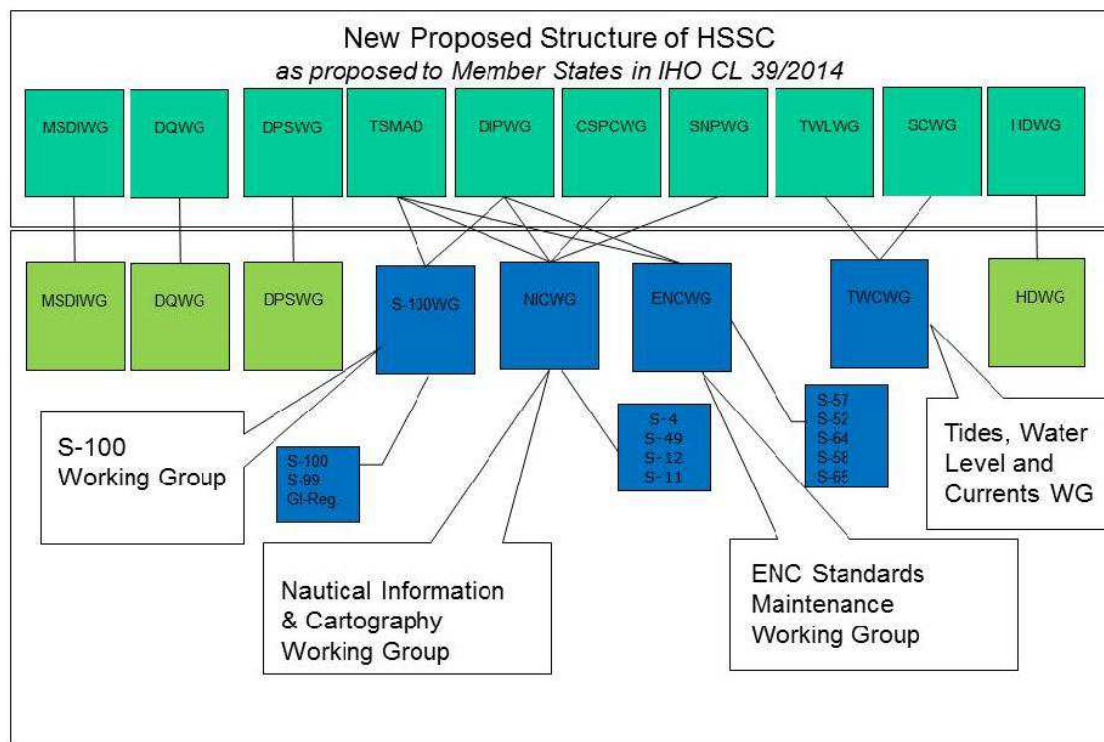 New Proposed Structure of HSSC
as proposed to Member States in IHO CL 39/2014
MSDIWG
DQWG
DPSWG
TSMAD
DIPWG
CSPCWG
SNPWG
TWLWG
SCWG
HDWG
MSDIWG
DQWG
DPSWG
S-100WG
NICWG
ENCWG
TWCWG
HDWG
S-100
Working Group
S-100
S-99
GI-Reg.
S-4
S-49
S-12
S-11
S-57
S-52
S-64
S-58
S-65
Tides, Water
Level and
Currents WG
Nautical Information
& Cartography
Working Group
ENC Standards
Maintenance
Working Group